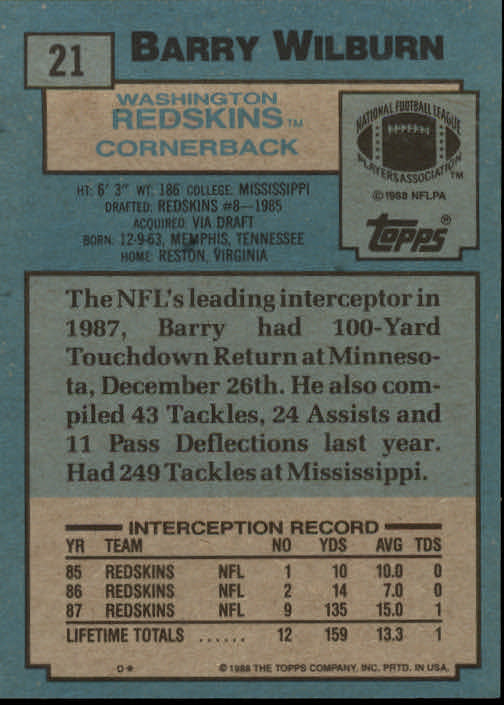 21
BARRY WILBURN
WASHINGTON
REDSKINS™
CORNERBACK
NATIONAL FOOTBALL LEAGUE
PLAYERS ASSOCIATION™
©1988 NFLPA
TOPPS®
HT: 6' 3" WT: 186 COLLEGE: MISSISSIPPI
DRAFTED: REDSKINS #8—1985
ACQUIRED: VIA DRAFT
BORN: 12-9-63, MEMPHIS, TENNESSEE
HOME: RESTON, VIRGINIA
The NFL's leading interceptor in
1987, Barry had 100-Yard
Touchdown Return at Minneso-
ta, December 26th. He also com-
piled 43 Tackles, 24 Assists and
11 Pass Deflections last year.
Had 249 Tackles at Mississippi.
INTERCEPTION RECORD
YR TEAM NO YDS AVG TDS
85 REDSKINS NFL 1 10 10.0 0
86 REDSKINS NFL 2 14 7.0 0
87 REDSKINS NFL 9 135 15.0 1
LIFETIME TOTALS ...... 12 159 13.3 1
D* ©1988 THE TOPPS COMPANY, INC. PRTD. IN USA.